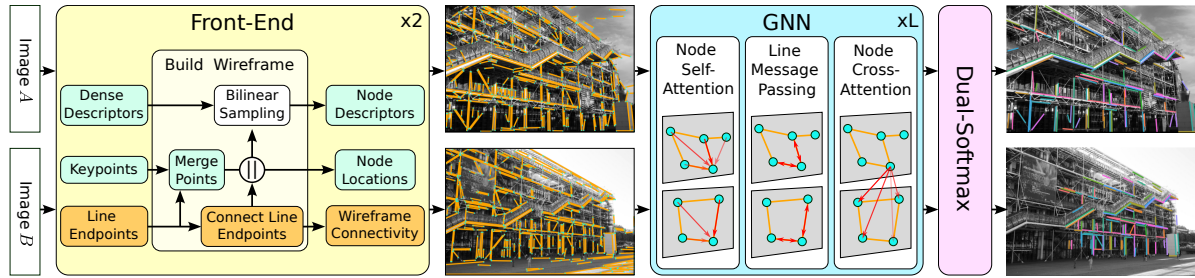 Image A
Image B
Front-End
x2
Build Wireframe
Dense
Descriptors
Bilinear
Sampling
Node
Descriptors
Keypoints
Merge
Points
||
Node
Locations
Line
Endpoints
Connect Line
Endpoints
Wireframe
Connectivity
GNN
xL
Node
Self-
Attention
Line
Message
Passing
Node
Cross-
Attention
Dual-Softmax